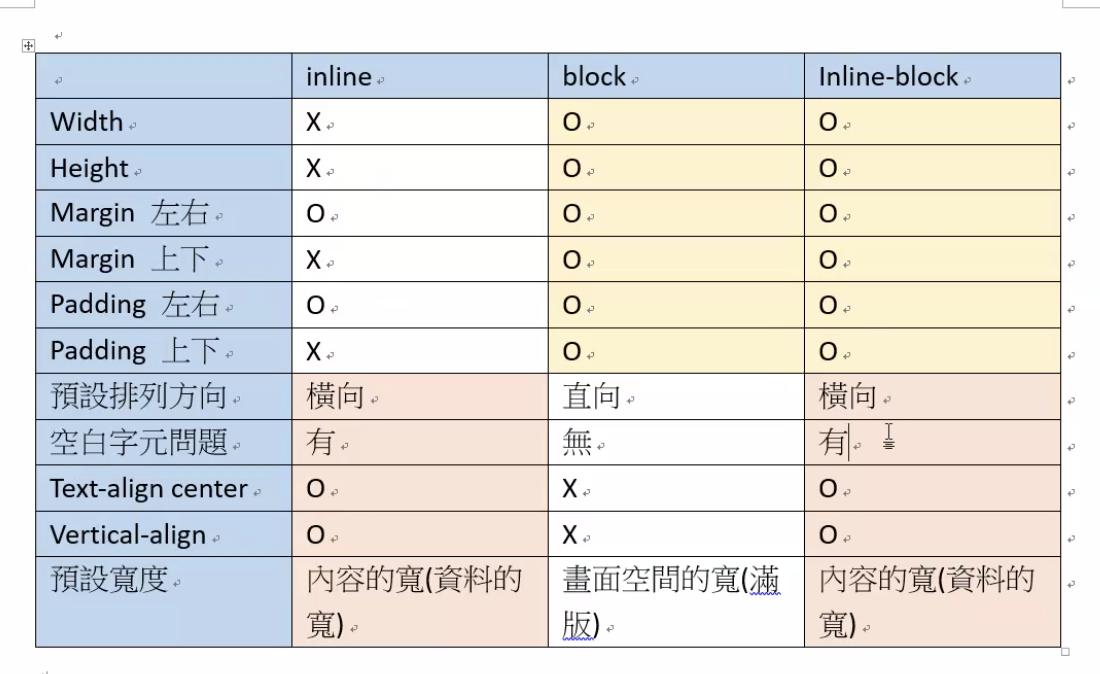 inline block Inline-block
Width X O O
Height X O O
Margin 左右 O O O
Margin 上下 X O O
Padding 左右 O O O
Padding 上下 X O O
預設排列方向 橫向 直向 橫向
空白字元問題 有 無 有
Text-align center O X O
Vertical-align O X O
預設寬度 內容的寬(資料的 畫面空間的寬(滿 內容的寬(資料的
寬) 版) 寬)